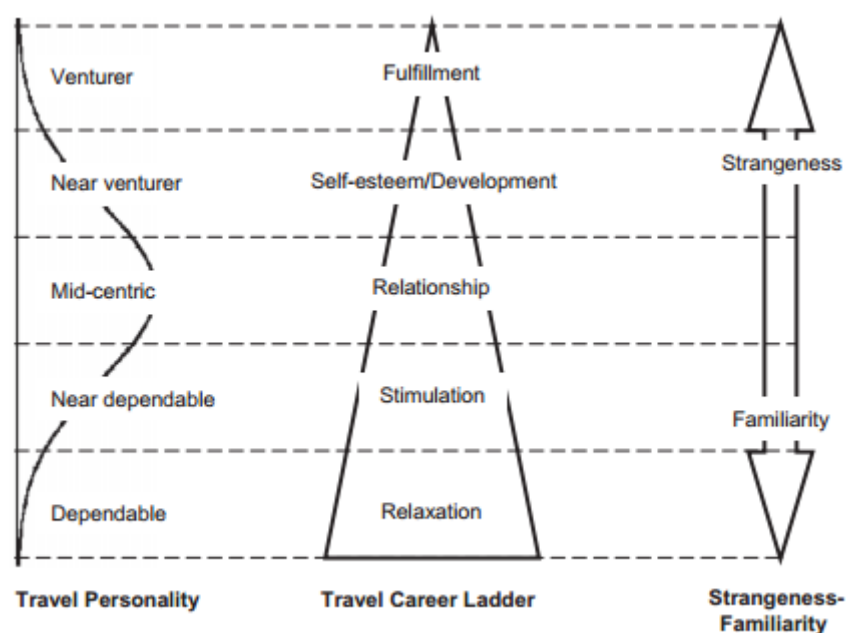 Venturer
Fulfillment
Strangeness
Near venturer
Self-esteem/Development
Mid-centric
Relationship
Near dependable
Stimulation
Familiarity
Dependable
Relaxation
Travel Personality
Travel Career Ladder
Strangeness-
Familiarity